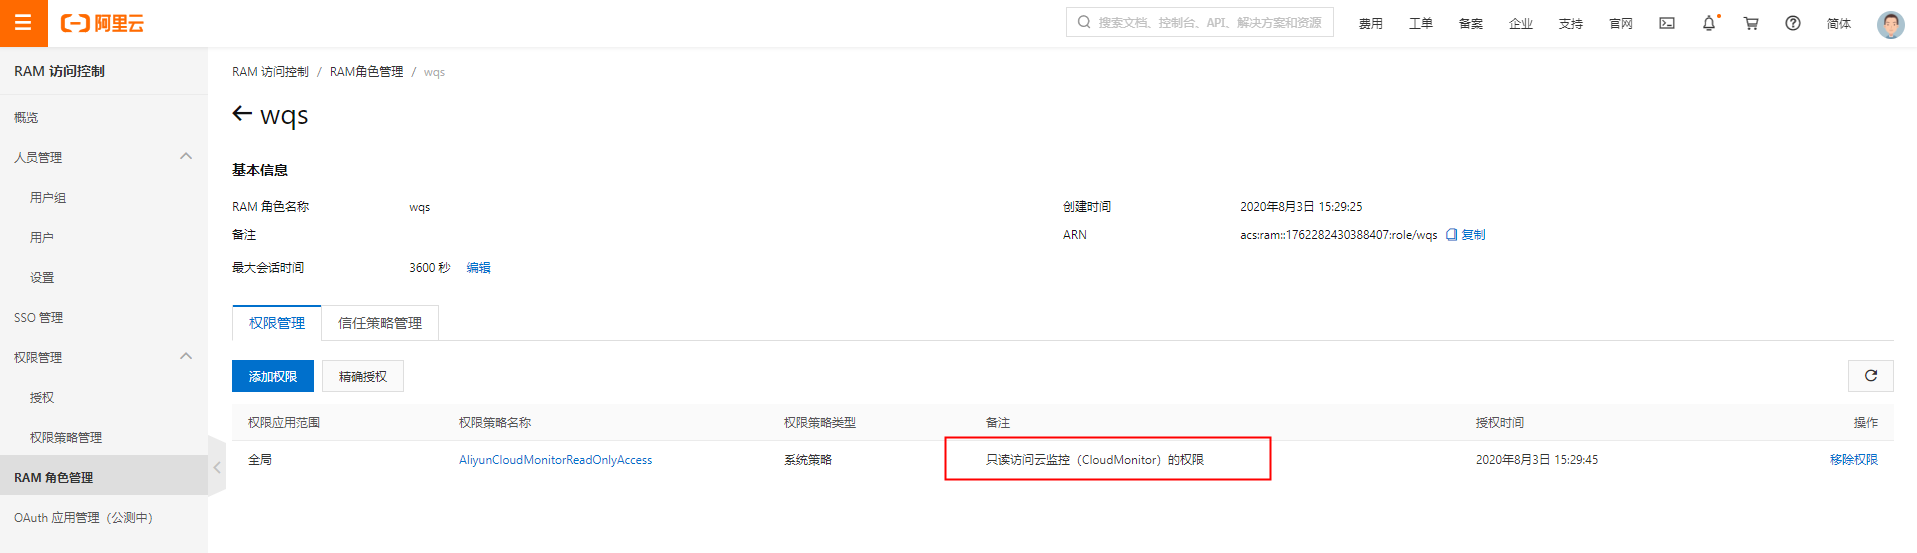 阿里云
搜索文档、控制台、API、解决方案和资源
费用 工单 备案 企业 支持 官网 简体
RAM 访问控制
概览
人员管理
用户组
用户
设置
SSO 管理
权限管理
授权
权限策略管理
RAM 角色管理
OAuth 应用管理（公测中）
RAM 访问控制 / RAM角色管理 / wqs
wqs
基本信息
RAM 角色名称 wqs 创建时间 2020年8月3日 15:29:25
备注 ARN acs:ram::1762282430388407:role/wqs 复制
最大会话时间 3600 秒 编辑
权限管理 信任策略管理
添加权限 精确授权
权限应用范围 权限策略名称 权限策略类型 备注 授权时间 操作
全局 AliyunCloudMonitorReadOnlyAccess 系统策略 只读访问云监控（CloudMonitor）的权限 2020年8月3日 15:29:45 移除权限